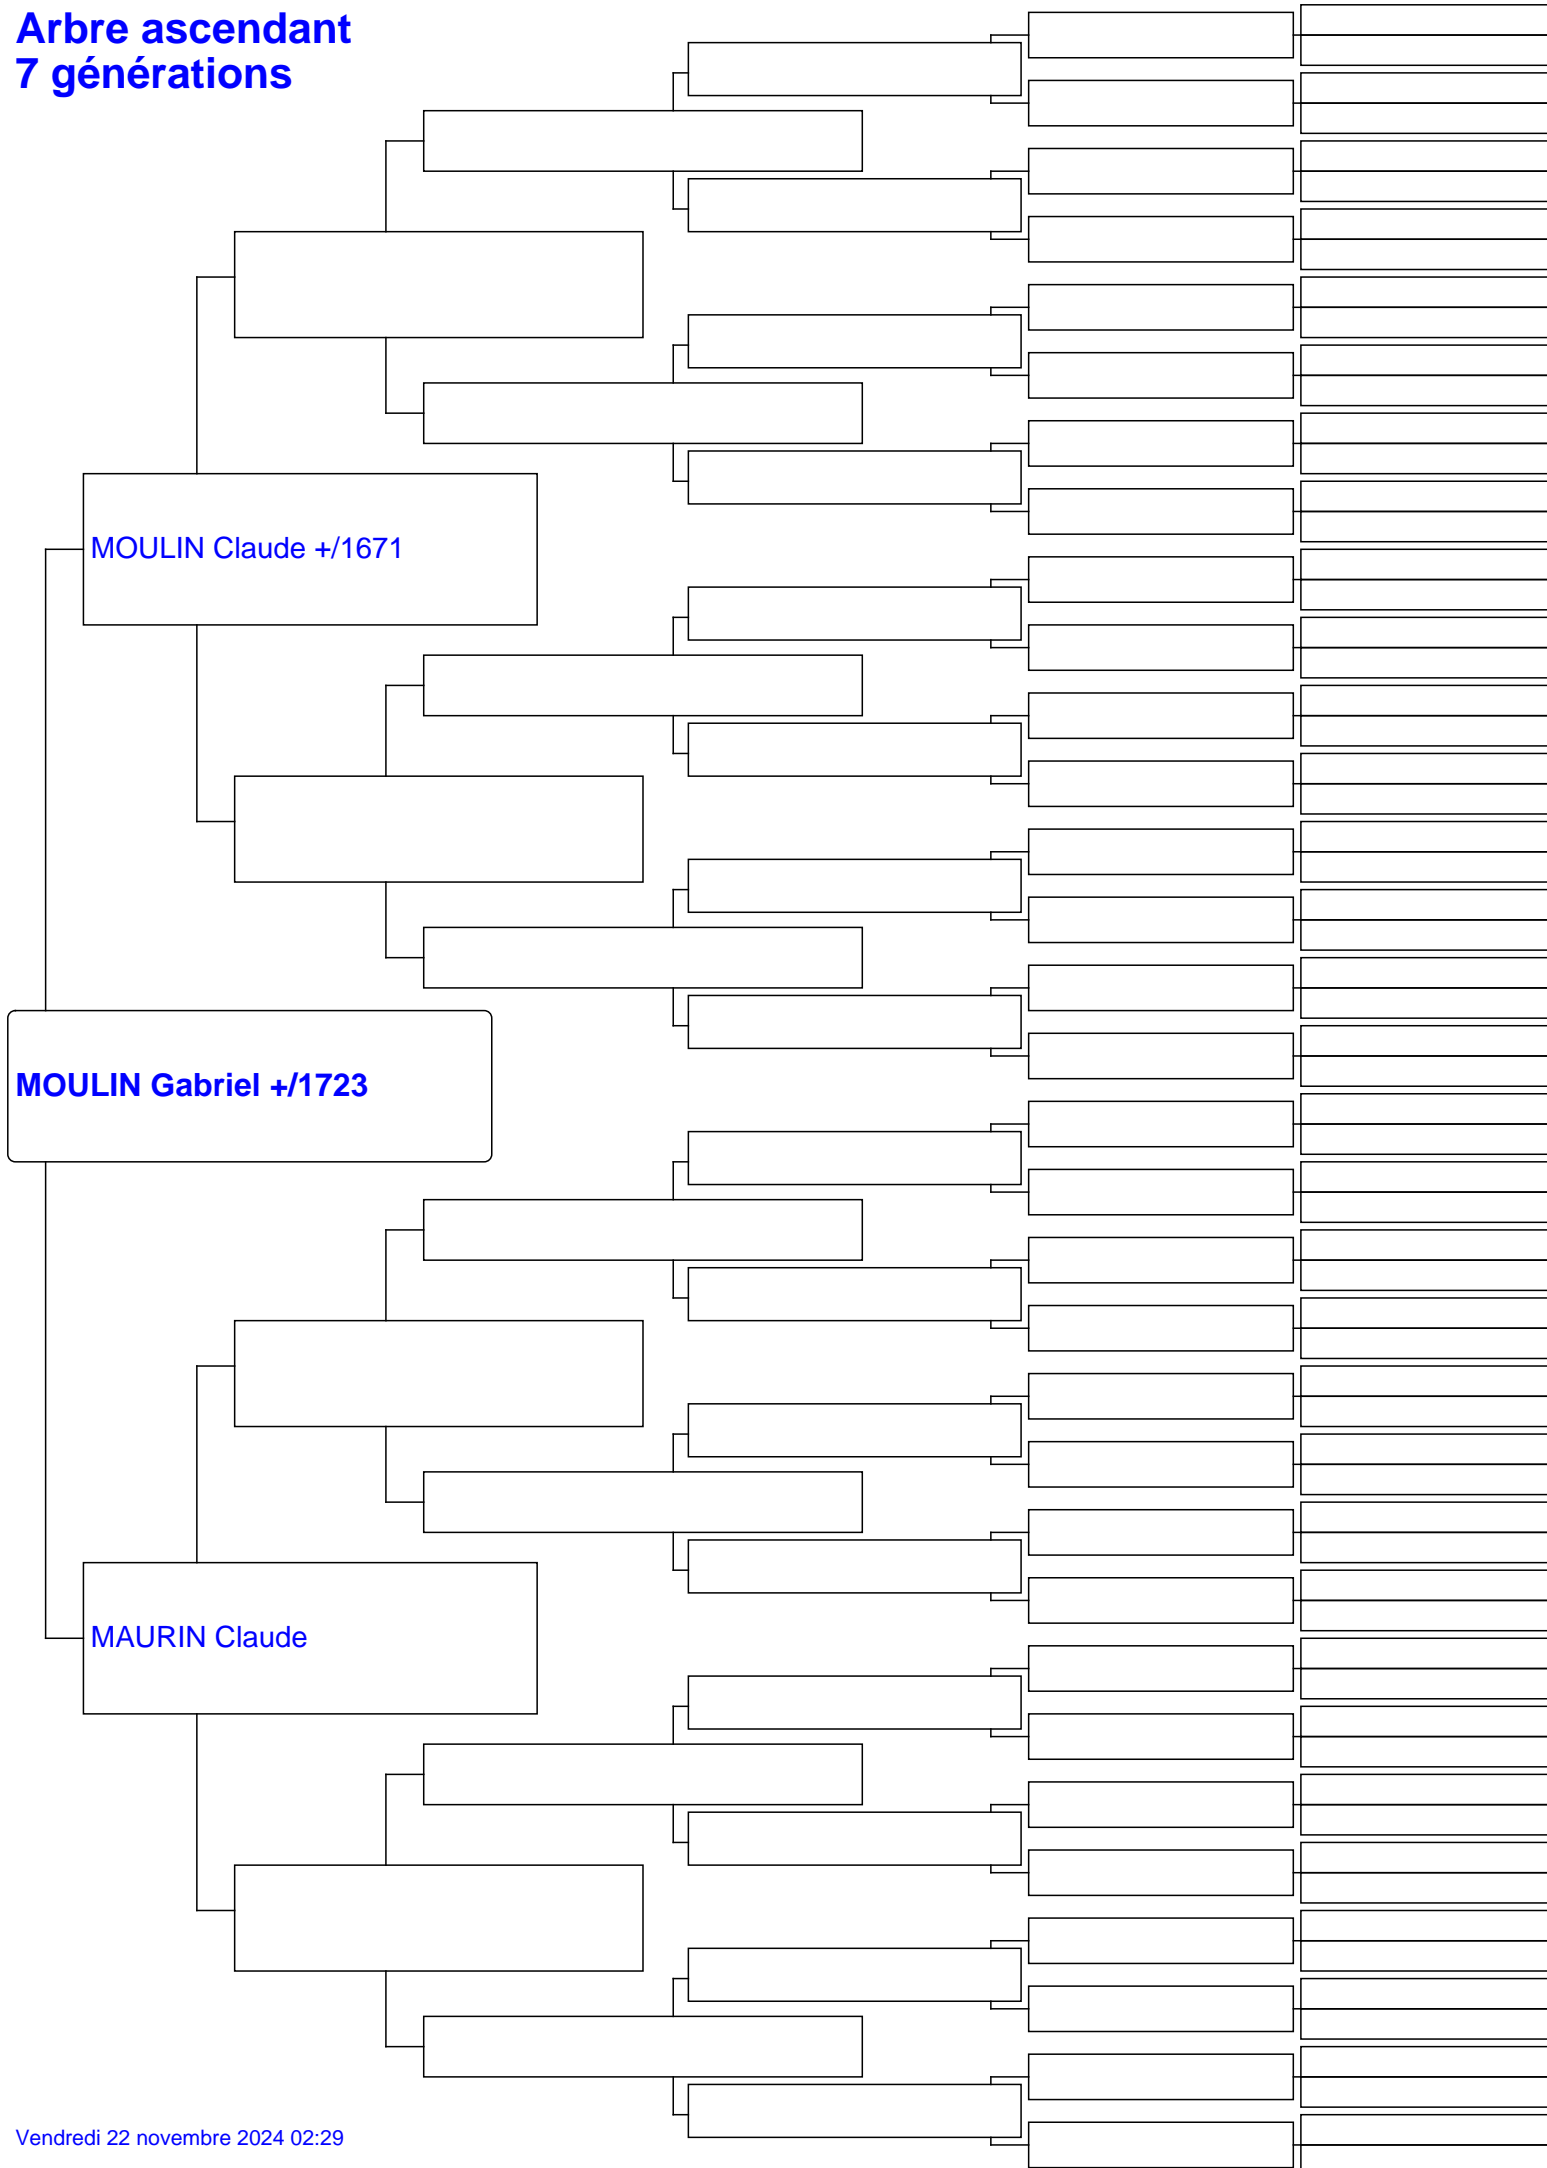 Arbre ascendant
7 générations
MOULIN Claude +/1671
MOULIN Gabriel +/1723
MAURIN Claude
Vendredi 22 novembre 2024 02:29